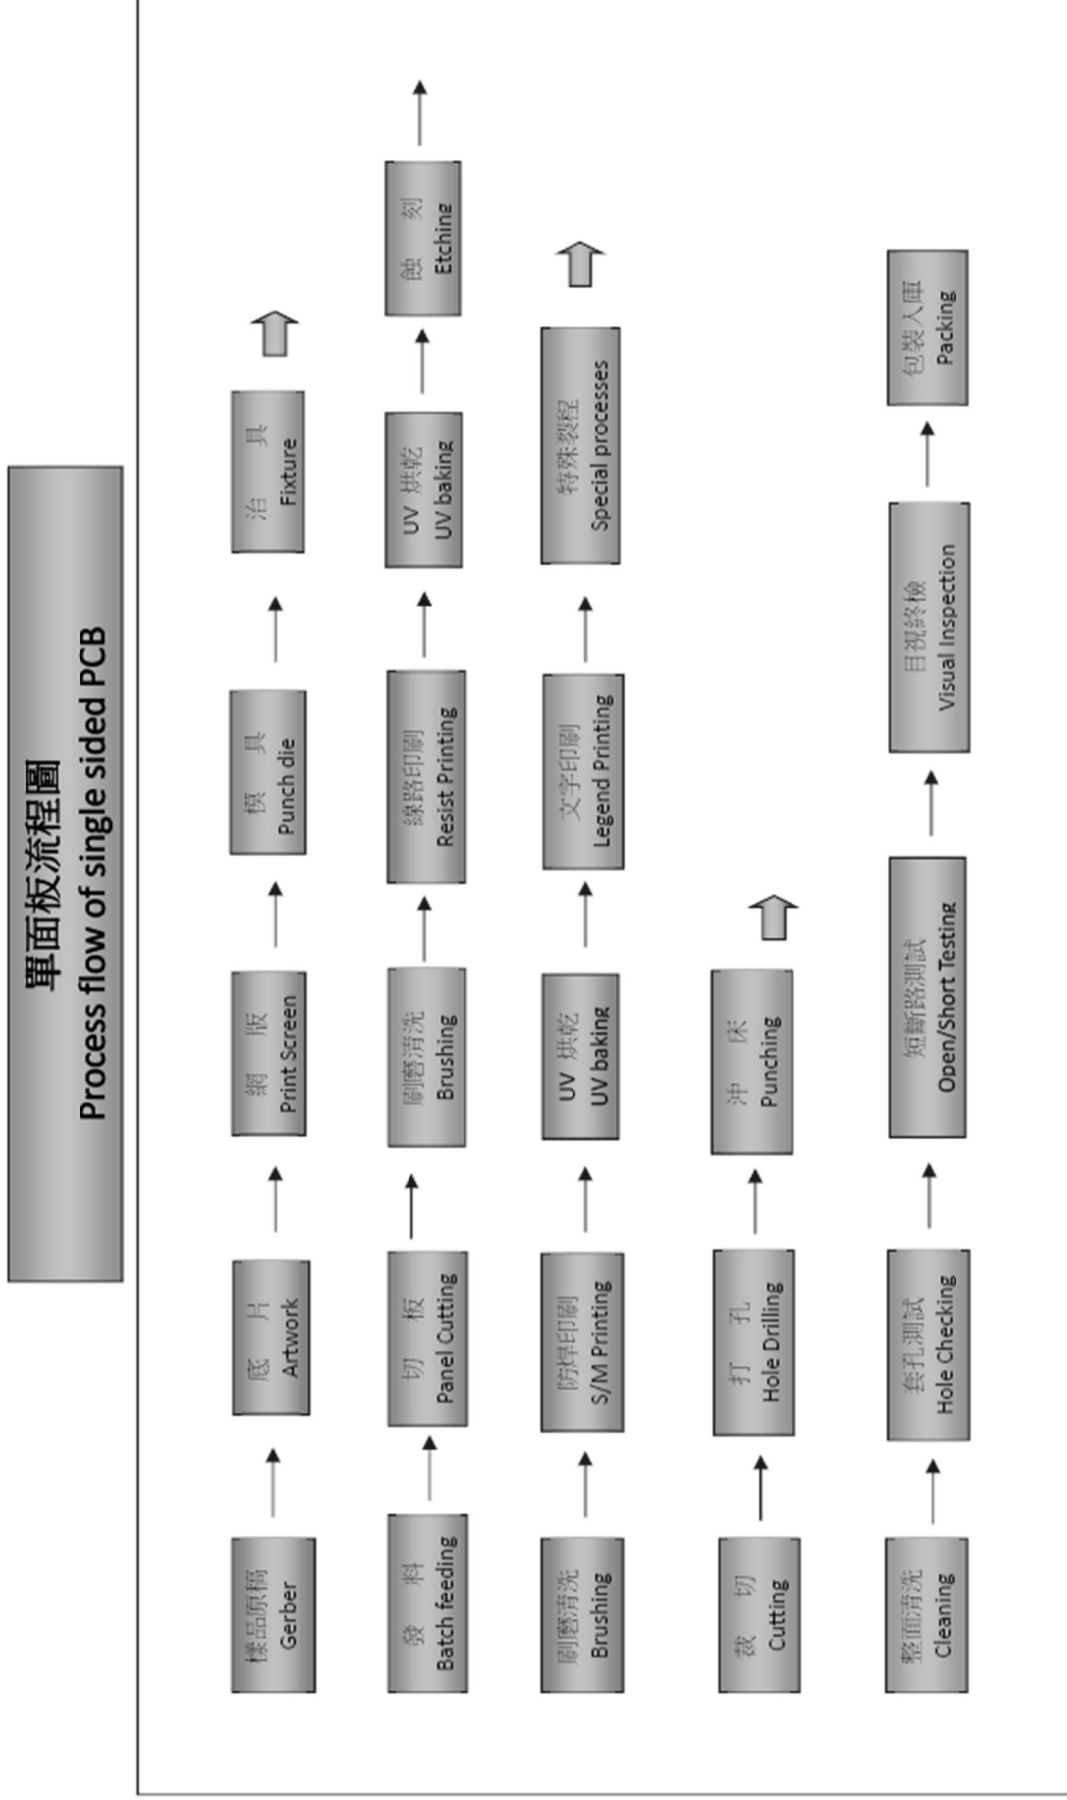 單面板流程圖
Process flow of single sided PCB
樣品原稿
Gerber
底 片
Artwork
網 版
Print Screen
模 具
Punch die
治 具
Fixture
發 料
Batch feeding
切 板
Panel Cutting
刷磨清洗
Brushing
線路印刷
Resist Printing
UV 烘乾
UV baking
蝕 刻
Etching
刷磨清洗
Brushing
防焊印刷
S/M Printing
UV 烘乾
UV baking
文字印刷
Legend Printing
特殊裂程
Special processes
裁 切
Cutting
打 孔
Hole Drilling
沖 床
Punching
整面清洗
Cleaning
套孔測試
Hole Checking
短斷路測試
Open/Short Testing
目視終檢
Visual Inspection
包裝入庫
Packing